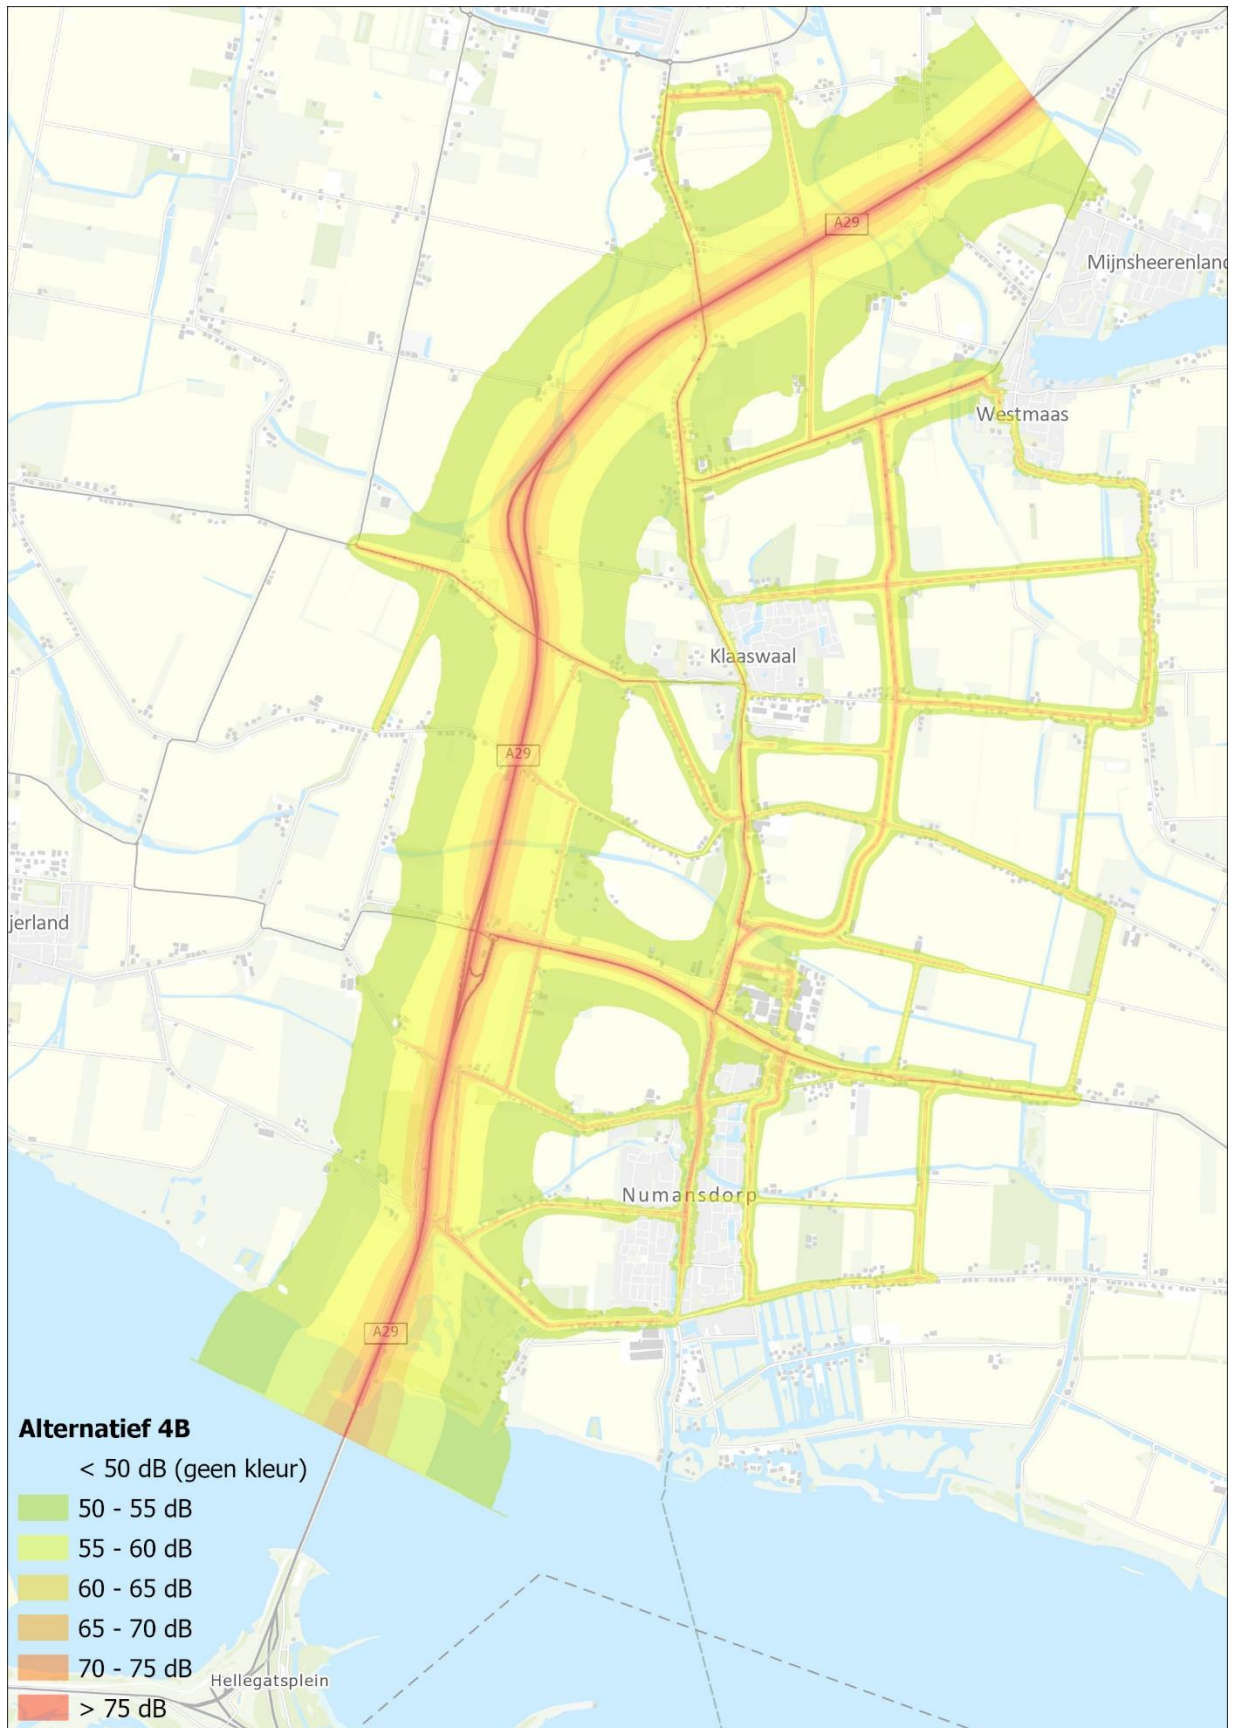 A29
Mijnsheerenland
Westmaas
Klaaswaal
A29
jerland
Numansdorp
A29
Alternatief 4B
< 50 dB (geen kleur)
50 - 55 dB
55 - 60 dB
60 - 65 dB
65 - 70 dB
70 - 75 dB
> 75 dB
Hellegatsplein